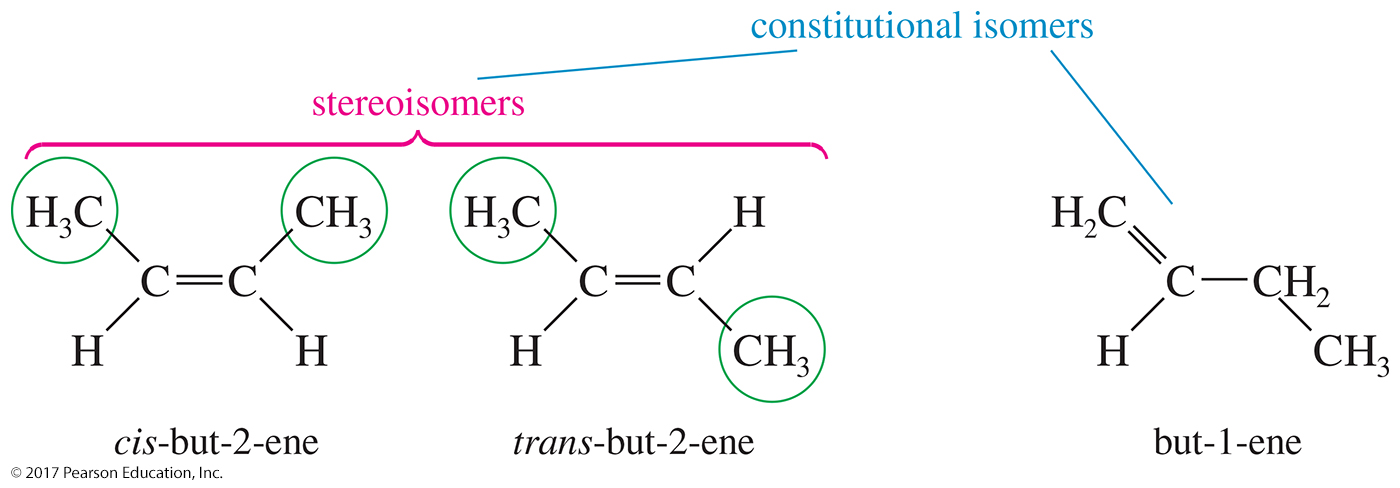 constitutional isomers
stereoisomers
H₃C CH₃ H₃C H H₂C
C=C C=C C—CH₂
H H H CH₃ H CH₃
cis-but-2-ene trans-but-2-ene but-1-ene
© 2017 Pearson Education, Inc.